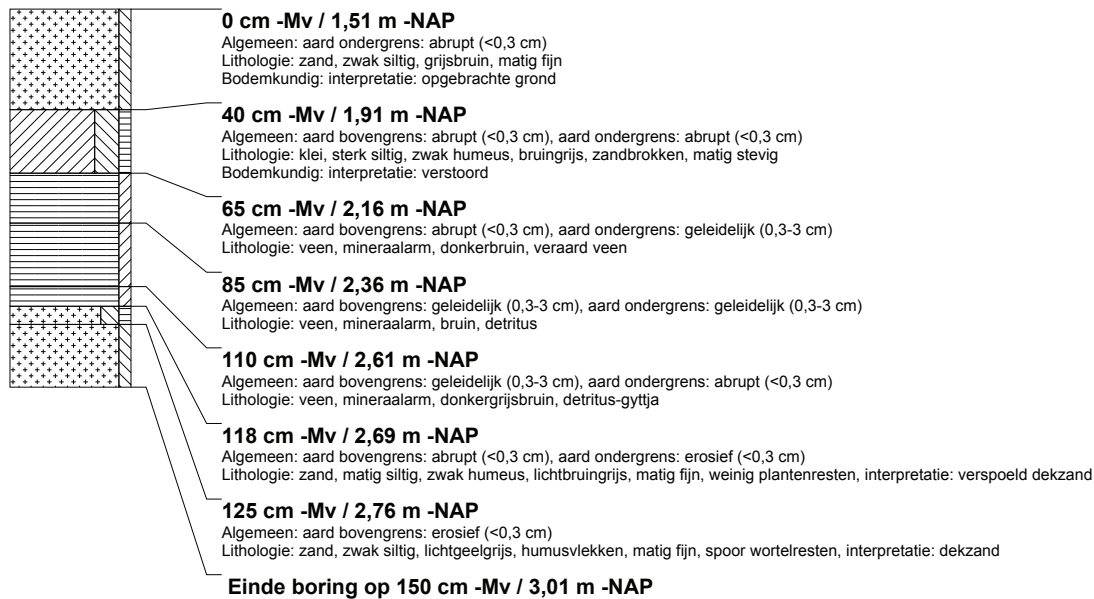 0 cm -Mv / 1,51 m -NAP
Algemeen: aard ondergrens: abrupt (<0,3 cm)
Lithologie: zand, zwak siltig, grijsbruin, matig fijn
Bodemkundig: interpretatie: opgebrachte grond
40 cm -Mv / 1,91 m -NAP
Algemeen: aard bovengrens: abrupt (<0,3 cm), aard ondergrens: abrupt (<0,3 cm)
Lithologie: klei, sterk siltig, zwak humeus, bruingrijs, zandbrokken, matig stevig
Bodemkundig: interpretatie: verstoord
65 cm -Mv / 2,16 m -NAP
Algemeen: aard bovengrens: abrupt (<0,3 cm), aard ondergrens: geleidelijk (0,3-3 cm)
Lithologie: veen, mineraalarm, donkerbruin, veraard veen
85 cm -Mv / 2,36 m -NAP
Algemeen: aard bovengrens: geleidelijk (0,3-3 cm), aard ondergrens: geleidelijk (0,3-3 cm)
Lithologie: veen, mineraalarm, bruin, detritus
110 cm -Mv / 2,61 m -NAP
Algemeen: aard bovengrens: geleidelijk (0,3-3 cm), aard ondergrens: abrupt (<0,3 cm)
Lithologie: veen, mineraalarm, donkergrijsbruin, detritus-gyttja
118 cm -Mv / 2,69 m -NAP
Algemeen: aard bovengrens: abrupt (<0,3 cm), aard ondergrens: erosief (<0,3 cm)
Lithologie: zand, matig siltig, zwak humeus, lichtbruingrijs, matig fijn, weinig plantenresten, interpretatie: verspoeld dekzand
125 cm -Mv / 2,76 m -NAP
Algemeen: aard bovengrens: erosief (<0,3 cm)
Lithologie: zand, zwak siltig, lichtgeelgrijs, humusvlekken, matig fijn, spoor wortelresten, interpretatie: dekzand
Einde boring op 150 cm -Mv / 3,01 m -NAP